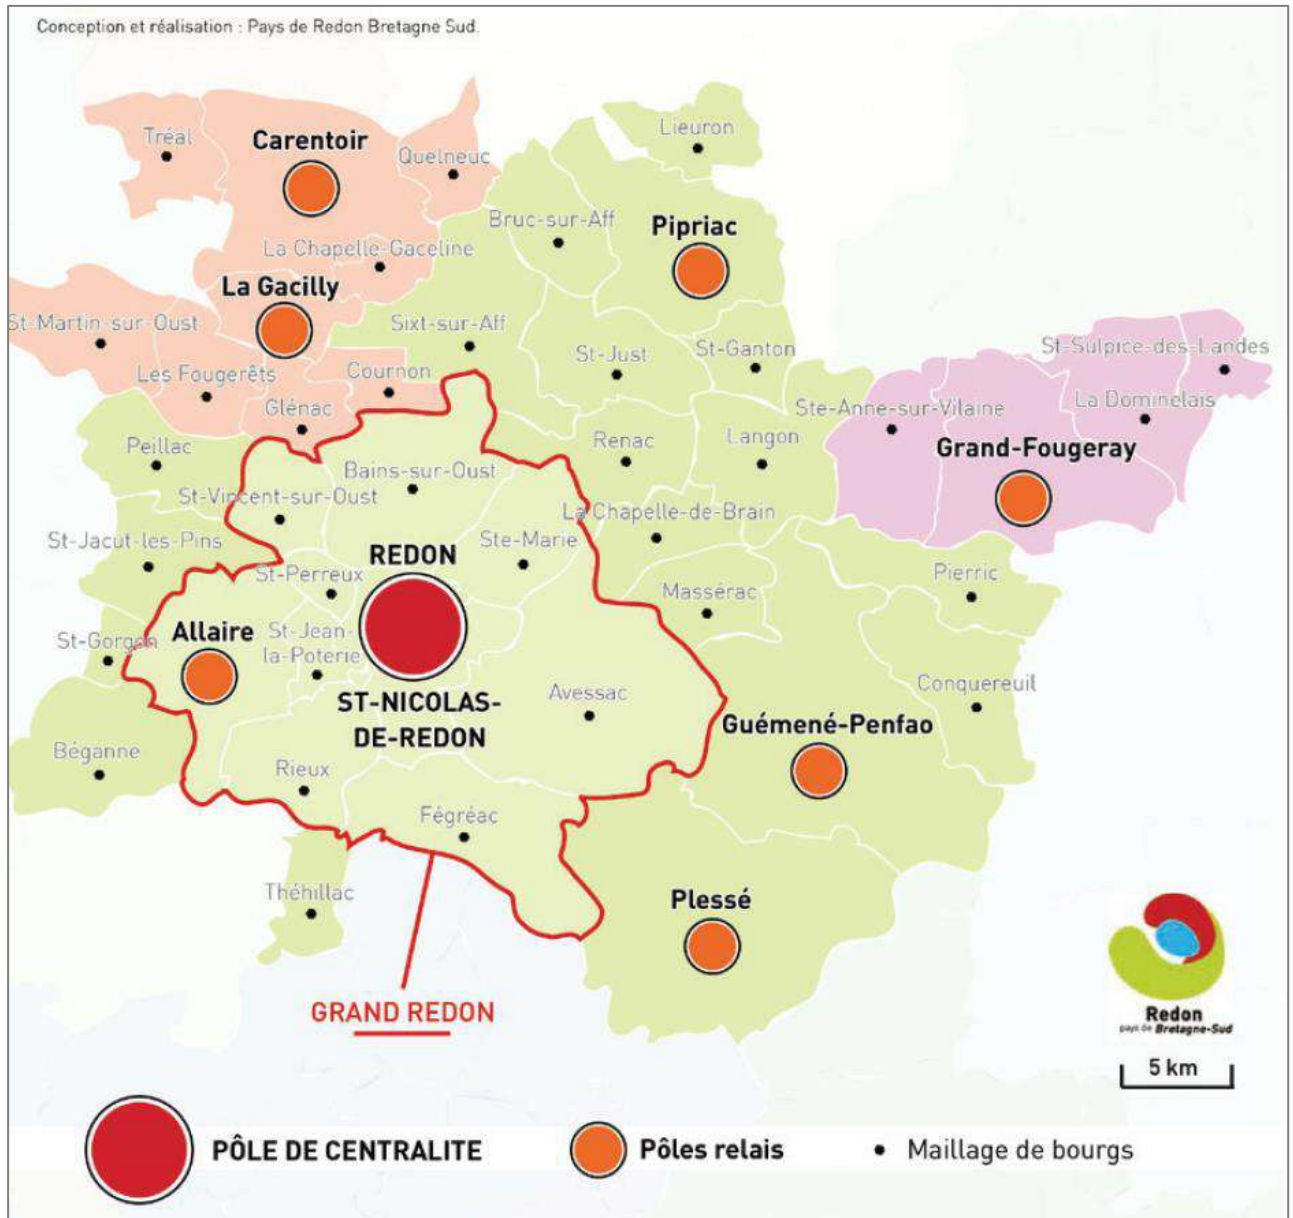 Conception et réalisation : Pays de Redon Bretagne Sud.
Lieuron
Tréal
Carentoir
Quelneuc
Bruc-sur-Aff
Pipriac
La Chapelle-Gaceline
La Gacilly
St-Martin-sur-Oust
Sixt-sur-Aff
St-Just
St-Ganton
St-Sulpice-des-Landes
Les Fougerêts
Cournon
Glénac
Ste-Anne-sur-Vilaine
La Dominelais
Peillac
Renac
Langon
Grand-Fougeray
Bains-sur-Oust
St-Vincent-sur-Oust
La Chapelle-de-Brain
St-Jacut-les-Pins
REDON
Ste-Marie
St-Perreux
Massérac
Pierric
St-Gorgon
Allaire
St-Jean-
la-Poterie
ST-NICOLAS-
DE-REDON
Avessac
Conquereuil
Guémené-Penfao
Béganne
Rieux
Fégréac
Théhillac
Plessé
GRAND REDON
Redon
pays de Bretagne-Sud
5 km
PÔLE DE CENTRALITE
Pôles relais
Maillage de bourgs